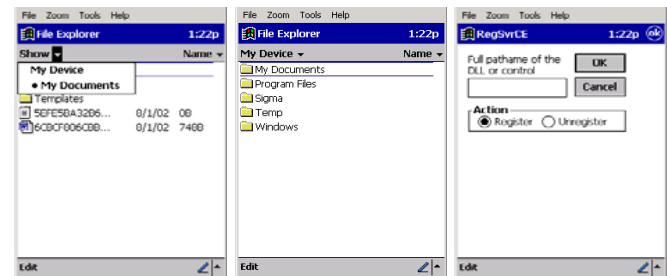 File Zoom Tools Help
File Explorer 1:22p
Show Name
My Device
My Documents
Templates
5EFE5BA32B6... 8/1/02 0B
6CBCF006CBB... 8/1/02 748B
Edit
File Zoom Tools Help
File Explorer 1:22p
My Device Name
My Documents
Program Files
Sigma
Temp
Windows
Edit
File Zoom Tools Help
RegSvrCE 1:22p ok
Full pathame of the
DLL or control
OK
Cancel
Action
Register Unregister
Edit